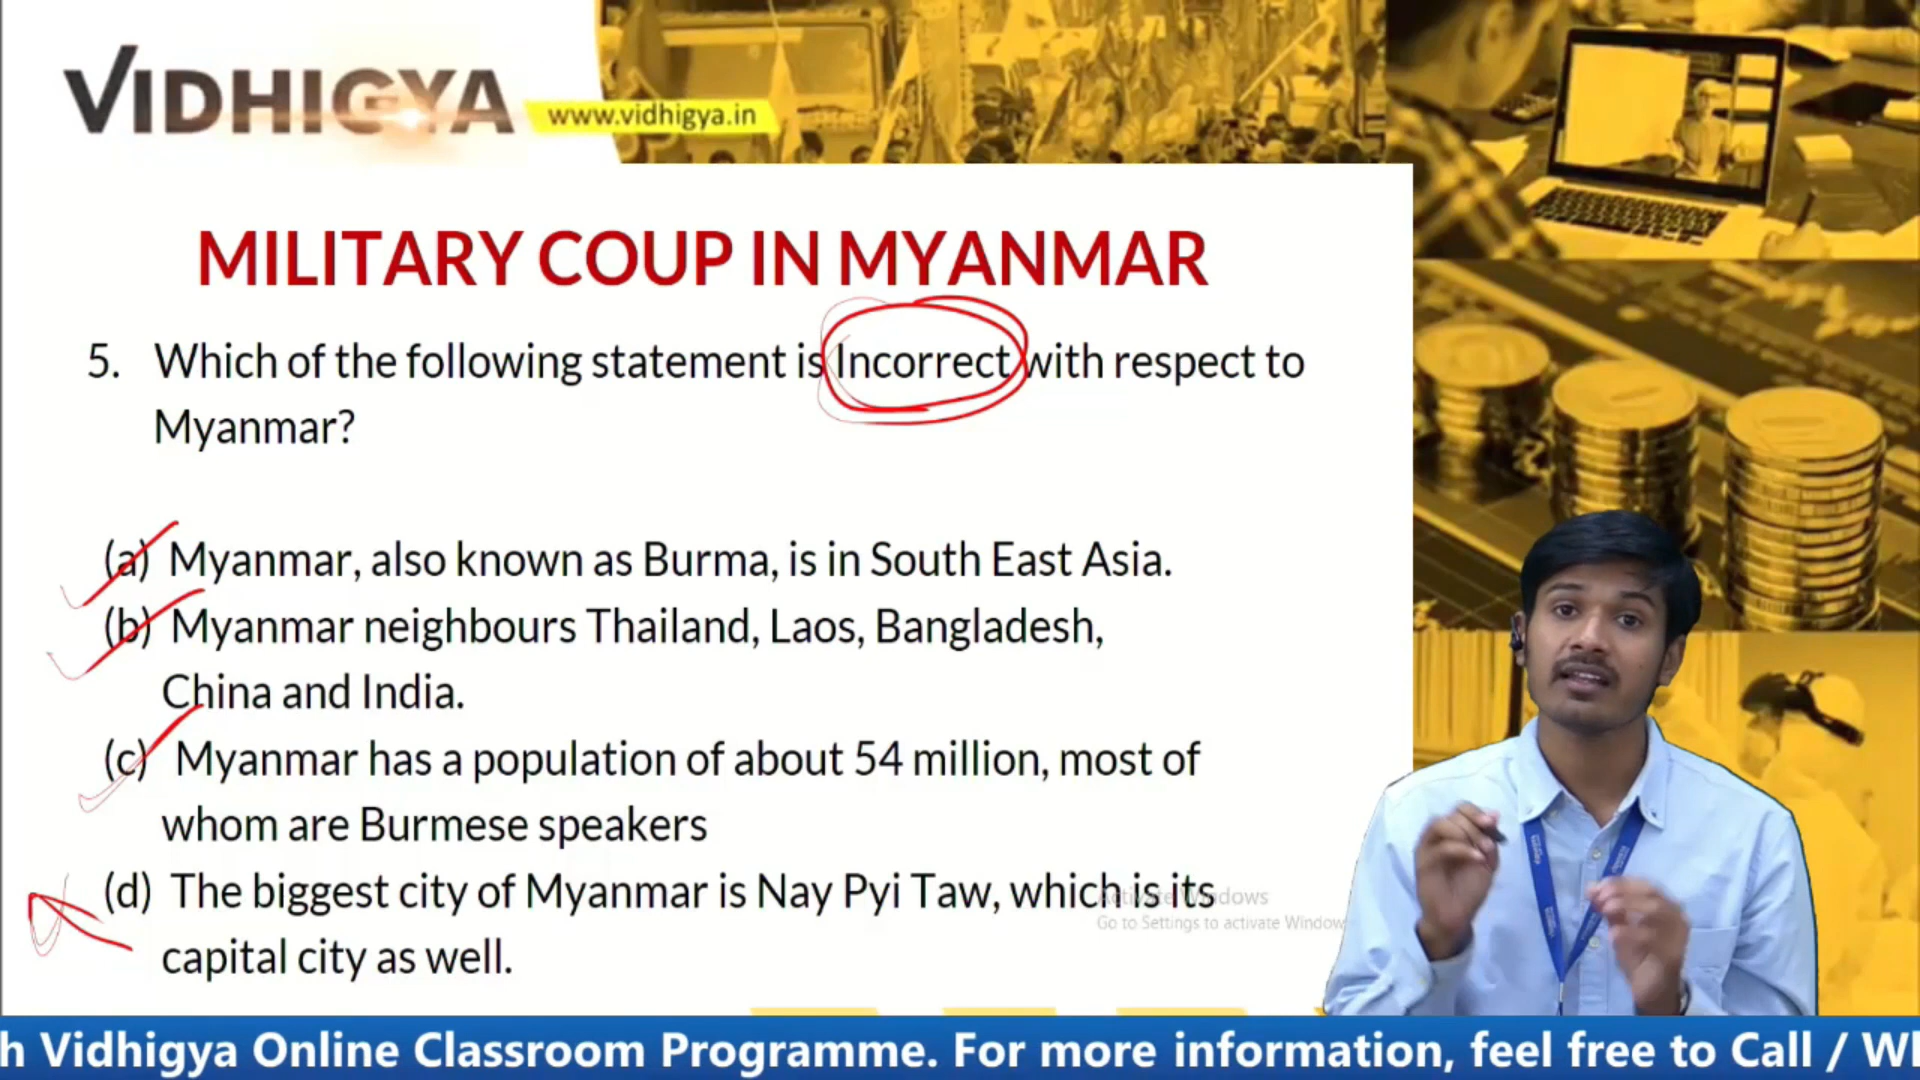 VIDHIGYA
www.vidhigya.in
MILITARY COUP IN MYANMAR
5. Which of the following statement is Incorrect with respect to
Myanmar?
(a) Myanmar, also known as Burma, is in South East Asia.
(b) Myanmar neighbours Thailand, Laos, Bangladesh,
China and India.
(c) Myanmar has a population of about 54 million, most of
whom are Burmese speakers
(d) The biggest city of Myanmar is Nay Pyi Taw, which is its
capital city as well.
Activate Windows
Go to Settings to activate Window
h Vidhigya Online Classroom Programme. For more information, feel free to Call / Wh